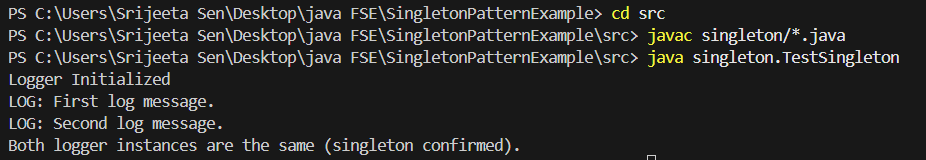 PS C:\Users\Srijeeta Sen\Desktop\java FSE\SingletonPatternExample> cd src
PS C:\Users\Srijeeta Sen\Desktop\java FSE\SingletonPatternExample\src> javac singleton/*.java
PS C:\Users\Srijeeta Sen\Desktop\java FSE\SingletonPatternExample\src> java singleton.TestSingleton
Logger Initialized
LOG: First log message.
LOG: Second log message.
Both logger instances are the same (singleton confirmed).